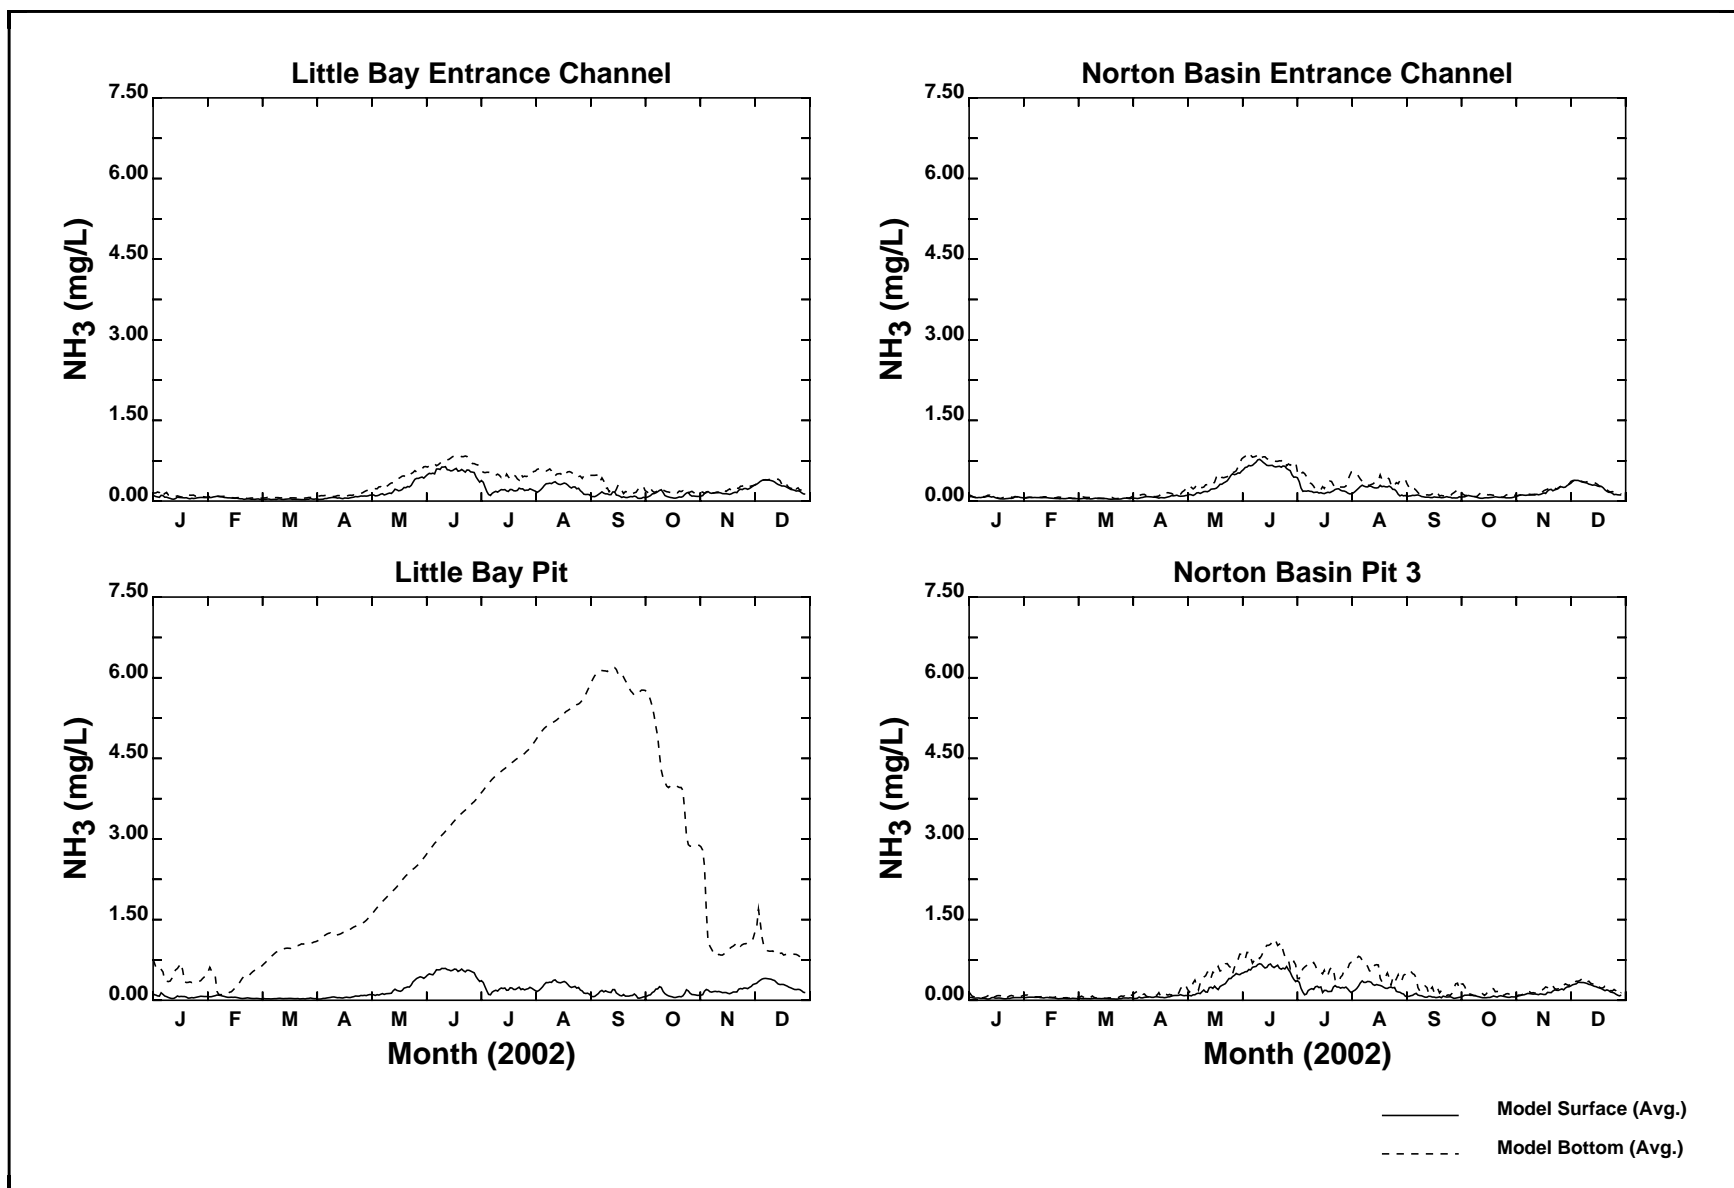 Little Bay Entrance Channel
7.50
6.00
4.50
3.00
1.50
0.00
NH3 (mg/L)
J F M A M J J A S O N D
Norton Basin Entrance Channel
7.50
6.00
4.50
3.00
1.50
0.00
NH3 (mg/L)
J F M A M J J A S O N D
Little Bay Pit
7.50
6.00
4.50
3.00
1.50
0.00
NH3 (mg/L)
J F M A M J J A S O N D
Month (2002)
Norton Basin Pit 3
7.50
6.00
4.50
3.00
1.50
0.00
NH3 (mg/L)
J F M A M J J A S O N D
Month (2002)
Model Surface (Avg.)
Model Bottom (Avg.)